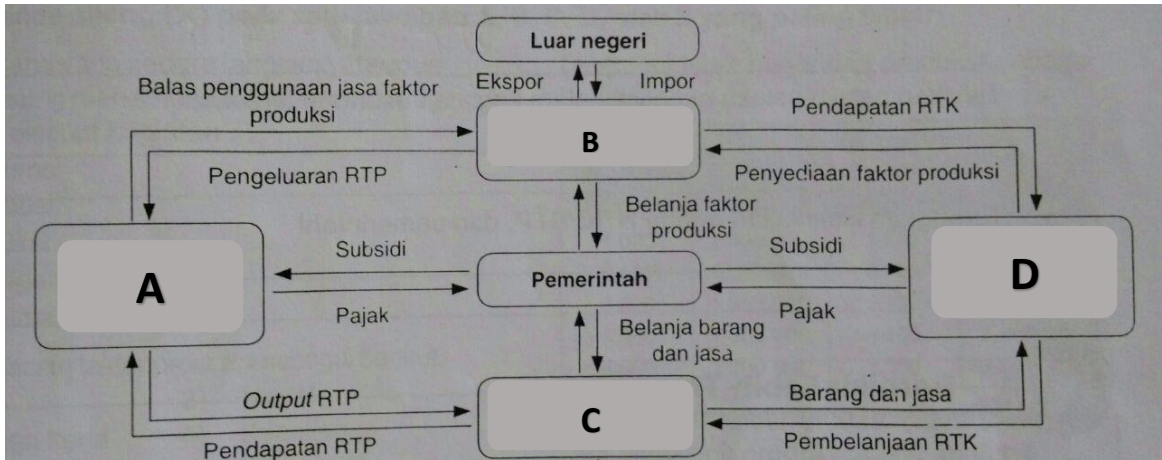 Luar negeri
Ekspor
Impor
Balas penggunaan jasa faktor
produksi
Pendapatan RTK
B
Pengeluaran RTP
Penyediaan faktor produksi
Belanja faktor
produksi
Subsidi
Subsidi
A
Pemerintah
D
Pajak
Pajak
Belanja barang
dan jasa
Output RTP
Barang dan jasa
C
Pendapatan RTP
Pembelanjaan RTK